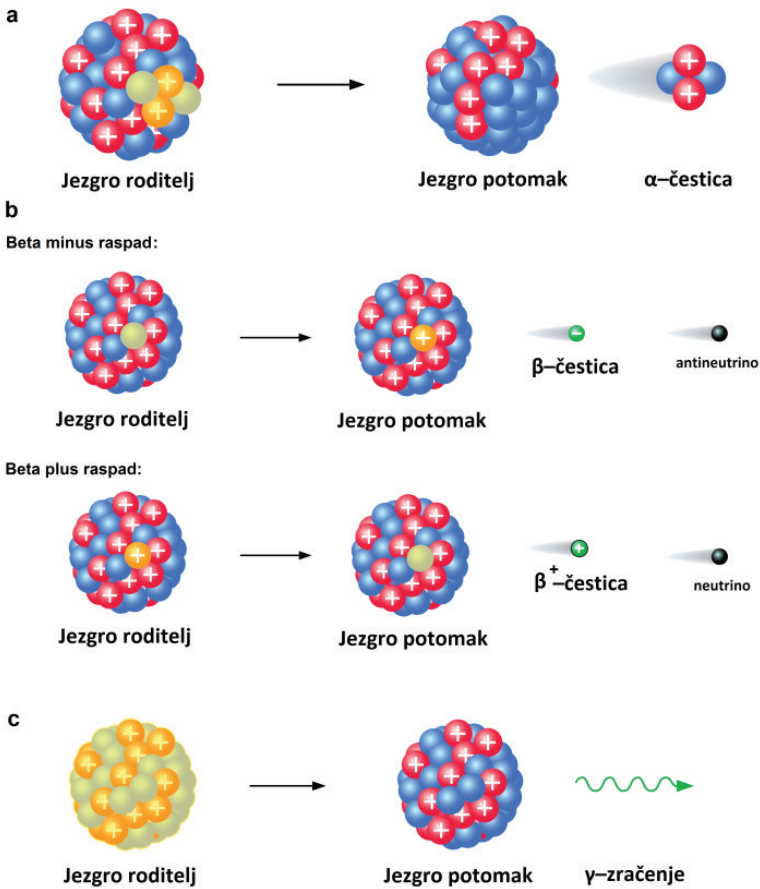 a
Jezgro roditelj
Jezgro potomak
α–čestica
b
Beta minus raspad:
Jezgro roditelj
Jezgro potomak
β–čestica
antineutrino
Beta plus raspad:
Jezgro roditelj
Jezgro potomak
β⁺–čestica
neutrino
c
Jezgro roditelj
Jezgro potomak
γ–zračenje